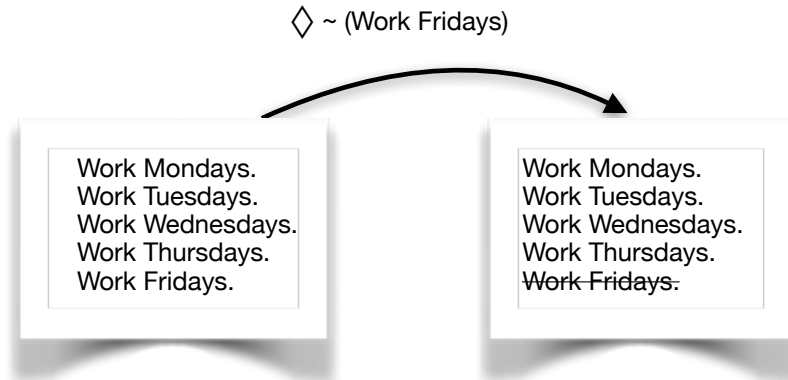 ◇ ~ (Work Fridays)
Work Mondays.
Work Tuesdays.
Work Wednesdays.
Work Thursdays.
Work Fridays.
Work Mondays.
Work Tuesdays.
Work Wednesdays.
Work Thursdays.
Work Fridays.